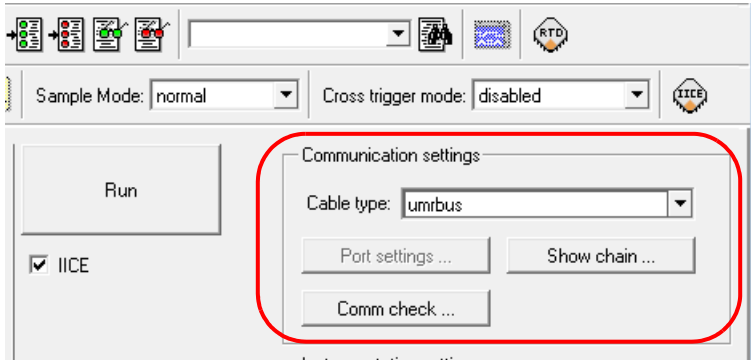 RTD
Sample Mode: normal Cross trigger mode: disabled IICE
Communication settings
Run
Cable type: umrbus
IICE
Port settings ... Show chain ...
Comm check ...